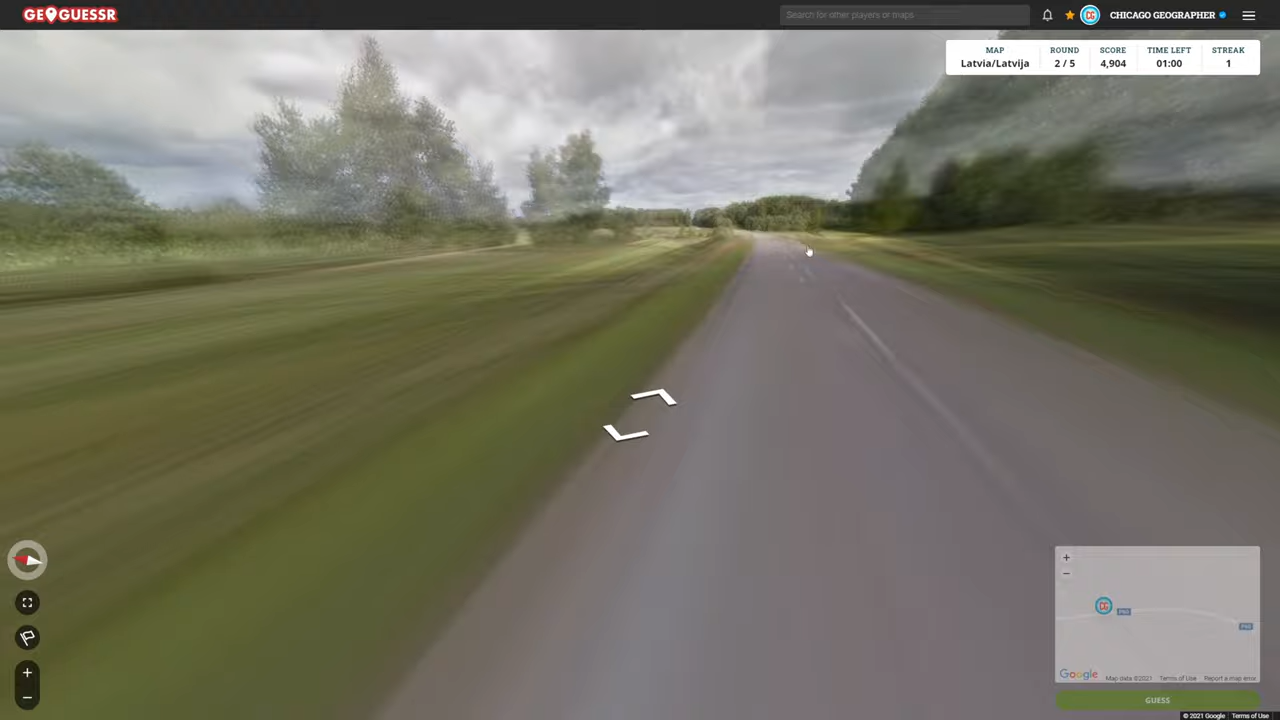 GEOGUESSR
Search for other players or maps
CHICAGO GEOGRAPHER
MAP ROUND SCORE TIME LEFT STREAK
Latvia/Latvija 2 / 5 4,904 01:00 1
Google
Map data ©2021 Terms of Use Report a map error
GUESS
© 2021 Google Terms of Use